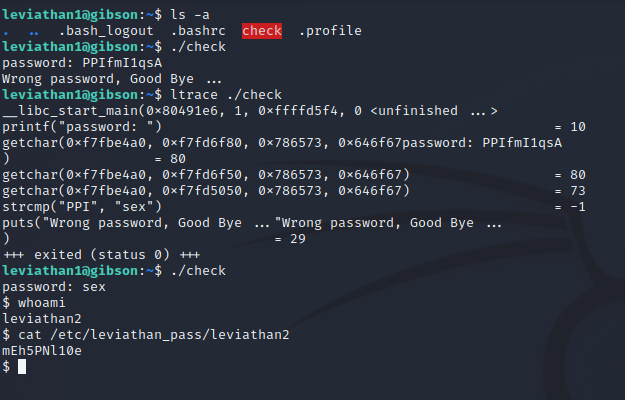 leviathan1@gibson:~$ ls -a
.  ..  .bash_logout  .bashrc  check  .profile
leviathan1@gibson:~$ ./check
password: PPIfmI1qsA
Wrong password, Good Bye ...
leviathan1@gibson:~$ ltrace ./check
__libc_start_main(0×80491e6, 1, 0×ffffd5f4, 0 <unfinished ...>
printf("password: ") = 10
getchar(0×f7fbe4a0, 0×f7fd6f80, 0×786573, 0×646f67password: PPIfmI1qsA
) = 80
getchar(0×f7fbe4a0, 0×f7fd6f50, 0×786573, 0×646f67) = 80
getchar(0×f7fbe4a0, 0×f7fd5050, 0×786573, 0×646f67) = 73
strcmp("PPI", "sex") = -1
puts("Wrong password, Good Bye ..."Wrong password, Good Bye ...
) = 29
+++ exited (status 0) +++
leviathan1@gibson:~$ ./check
password: sex
$ whoami
leviathan2
$ cat /etc/leviathan_pass/leviathan2
mEh5PNl10e
$